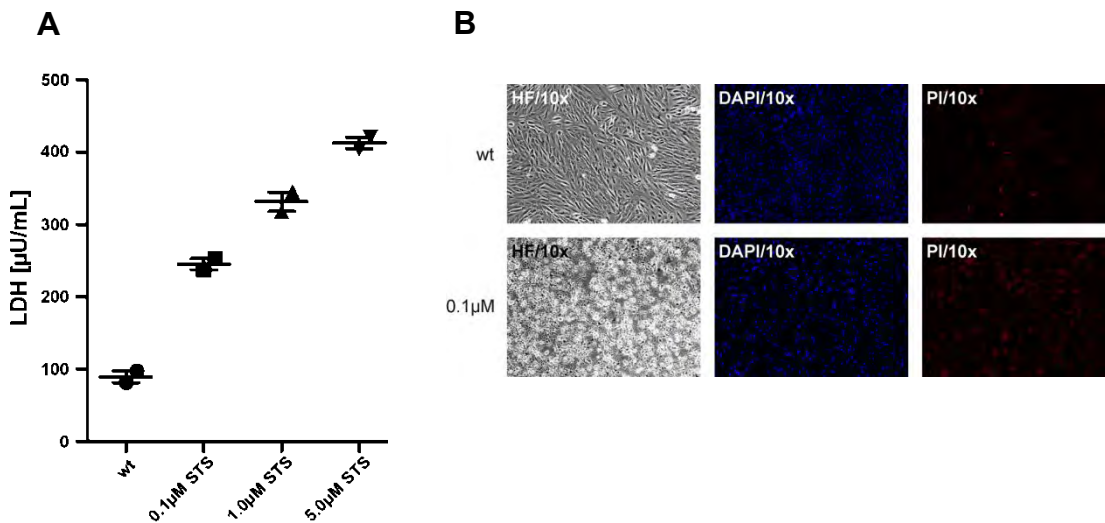 A
B
500
400
300
200
100
0
LDH [µU/mL]
wt
0.1µM STS
1.0µM STS
5.0µM STS
HF/10x
DAPI/10x
PI/10x
wt
HF/10x
DAPI/10x
PI/10x
0.1µM